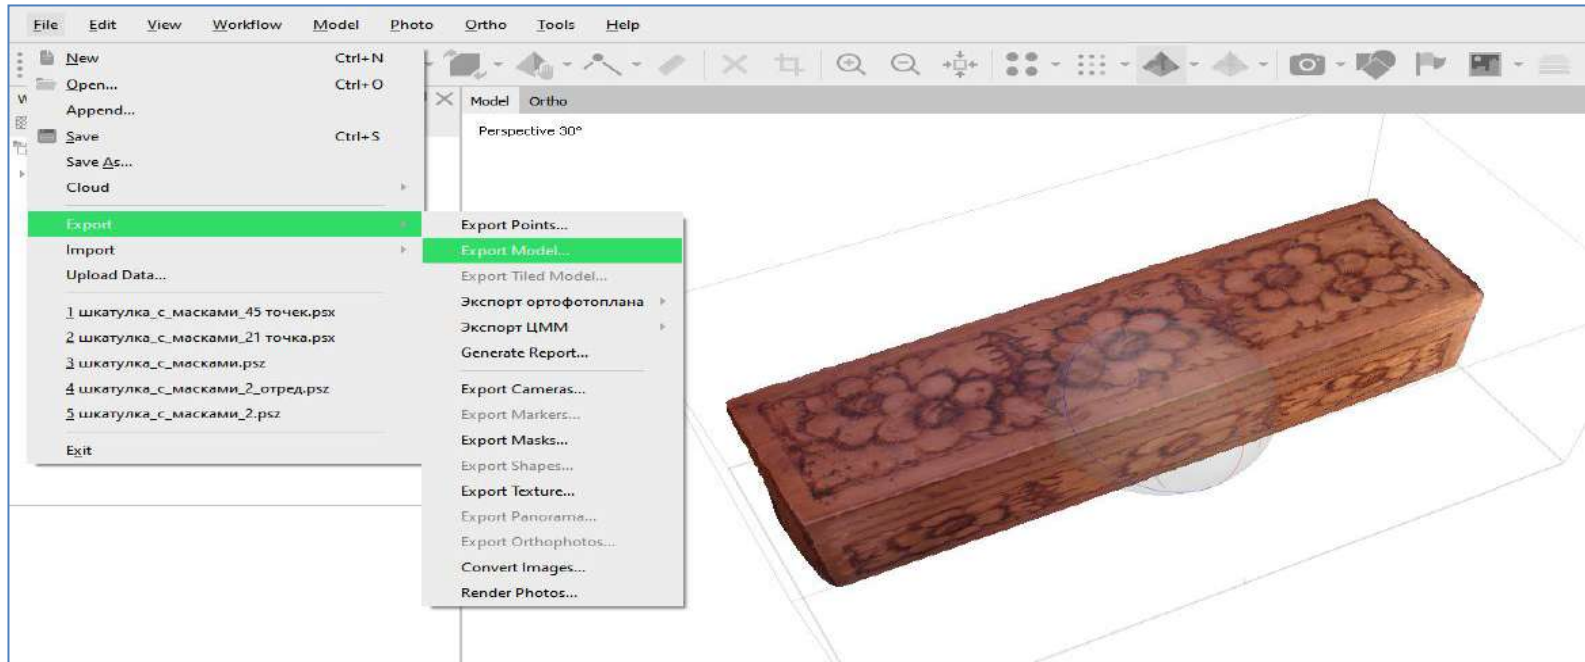 File Edit View Workflow Model Photo Ortho Tools Help
New Ctrl+N
Open... Ctrl+O
Append...
Save Ctrl+S
Save As...
Cloud
Export
Import
Upload Data...
1 шкатулка_с_масками_45 точек.psx
2 шкатулка_с_масками_21 точка.psx
3 шкатулка_с_масками.psz
4 шкатулка_с_масками_2_отред.psz
5 шкатулка_с_масками_2.psz
Exit
Export Points...
Export Model...
Export Tiled Model...
Экспорт ортофотоплана
Экспорт ЦММ
Generate Report...
Export Cameras...
Export Markers...
Export Masks...
Export Shapes...
Export Texture...
Export Panorama...
Export Orthophotos...
Convert Images...
Render Photos...
Model Ortho
Perspective 30°